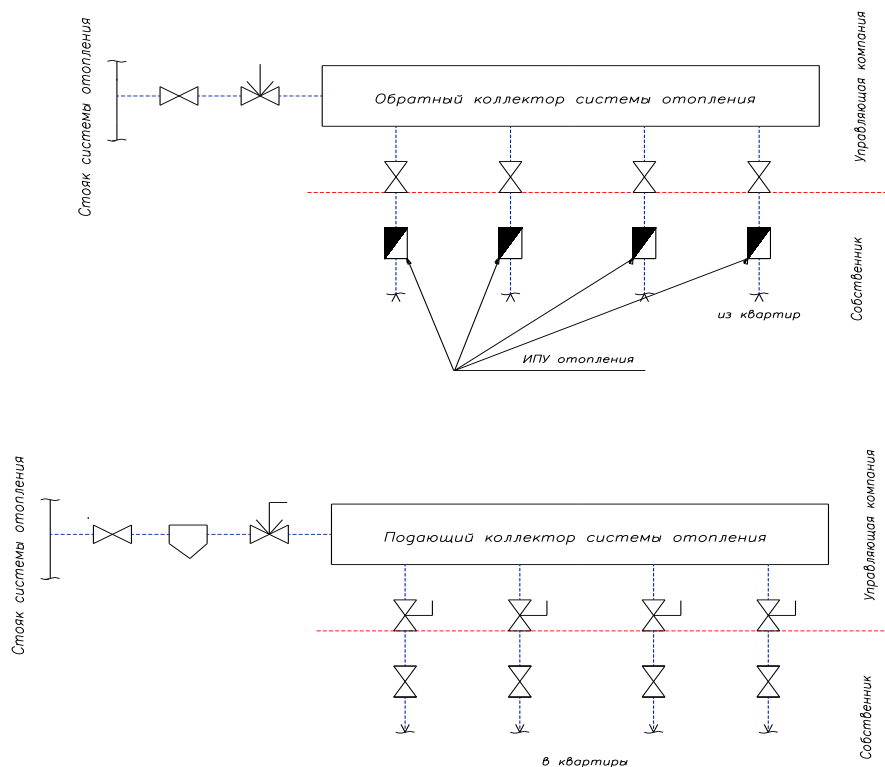 Стояк системы отопления
Обратный коллектор системы отопления
Управляющая компания
Собственник
из квартир
ИПУ отопления
Стояк системы отопления
Подающий коллектор системы отопления
Управляющая компания
Собственник
в квартиры